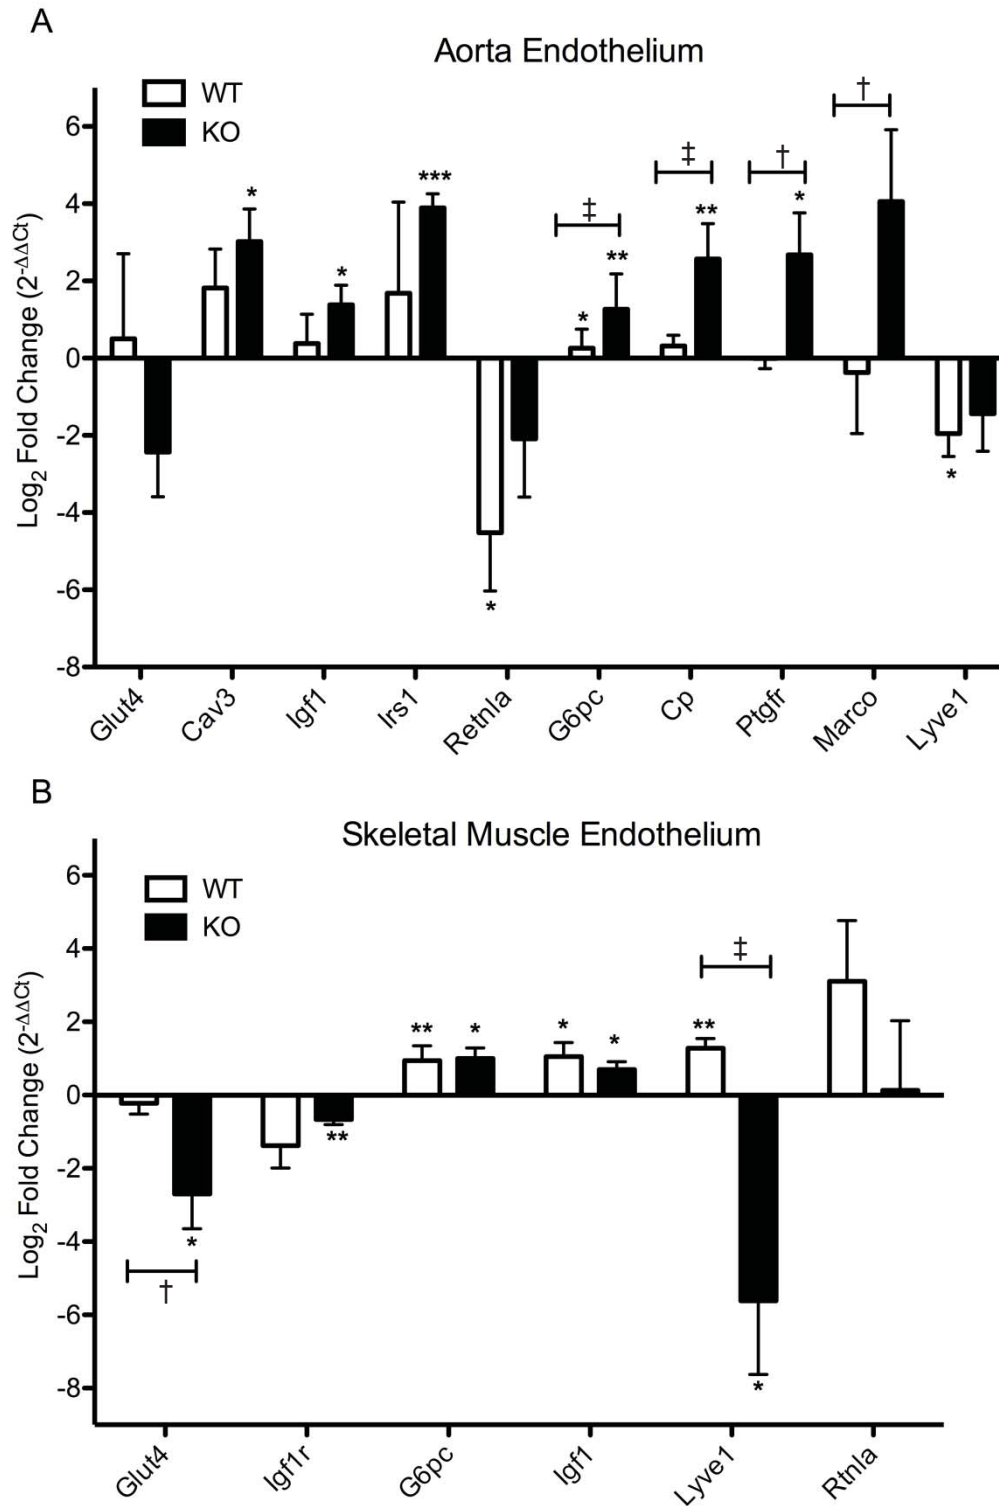 A
Aorta Endothelium
WT
KO
Log2 Fold Change (2-ΔΔCt)
6
4
2
0
-2
-4
-6
-8
*
***
*
*
*
**
‡
**
‡
*
†
†
*
Glut4
Cav3
Igf1
Irs1
Retnla
G6pc
Cp
Ptgfr
Marco
Lyve1
B
Skeletal Muscle Endothelium
WT
KO
Log2 Fold Change (2-ΔΔCt)
6
4
2
0
-2
-4
-6
-8
*
†
**
**
*
*
*
**
‡
*
Glut4
Igf1r
G6pc
Igf1
Lyve1
Rtnla